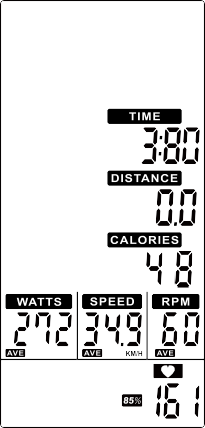 TIME
3:80
DISTANCE
0.0
CALORIES
48
WATTS SPEED RPM
272 34.9 60
AVE AVE KM/H AVE
85% 161